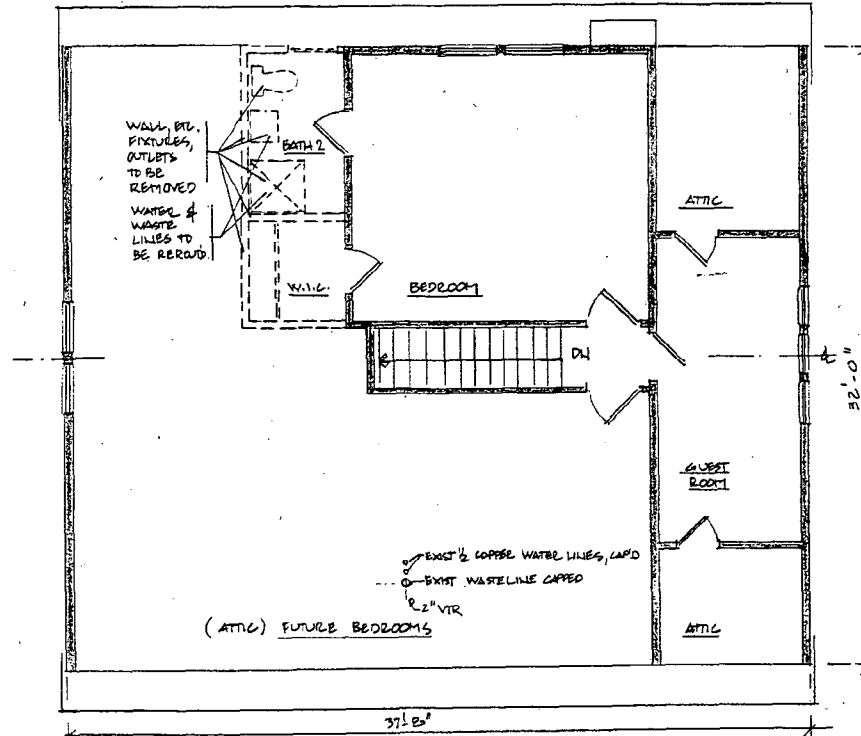 WALL, ETC.
FIXTURES,
OUTLETS
TO BE
REMOVED
WATER &
WASTE
LINES TO
BE REROUT'D.
BATH 2
W.I.C.
BEDROOM
ATTIC
DN
℄
32'-0"
GUEST
ROOM
EXIST ½ COPPER WATER LINES, CAP'D
EXIST WASTELINE CAPPED
2" VTR
(ATTIC) FUTURE BEDROOMS
ATTIC
37'-8"